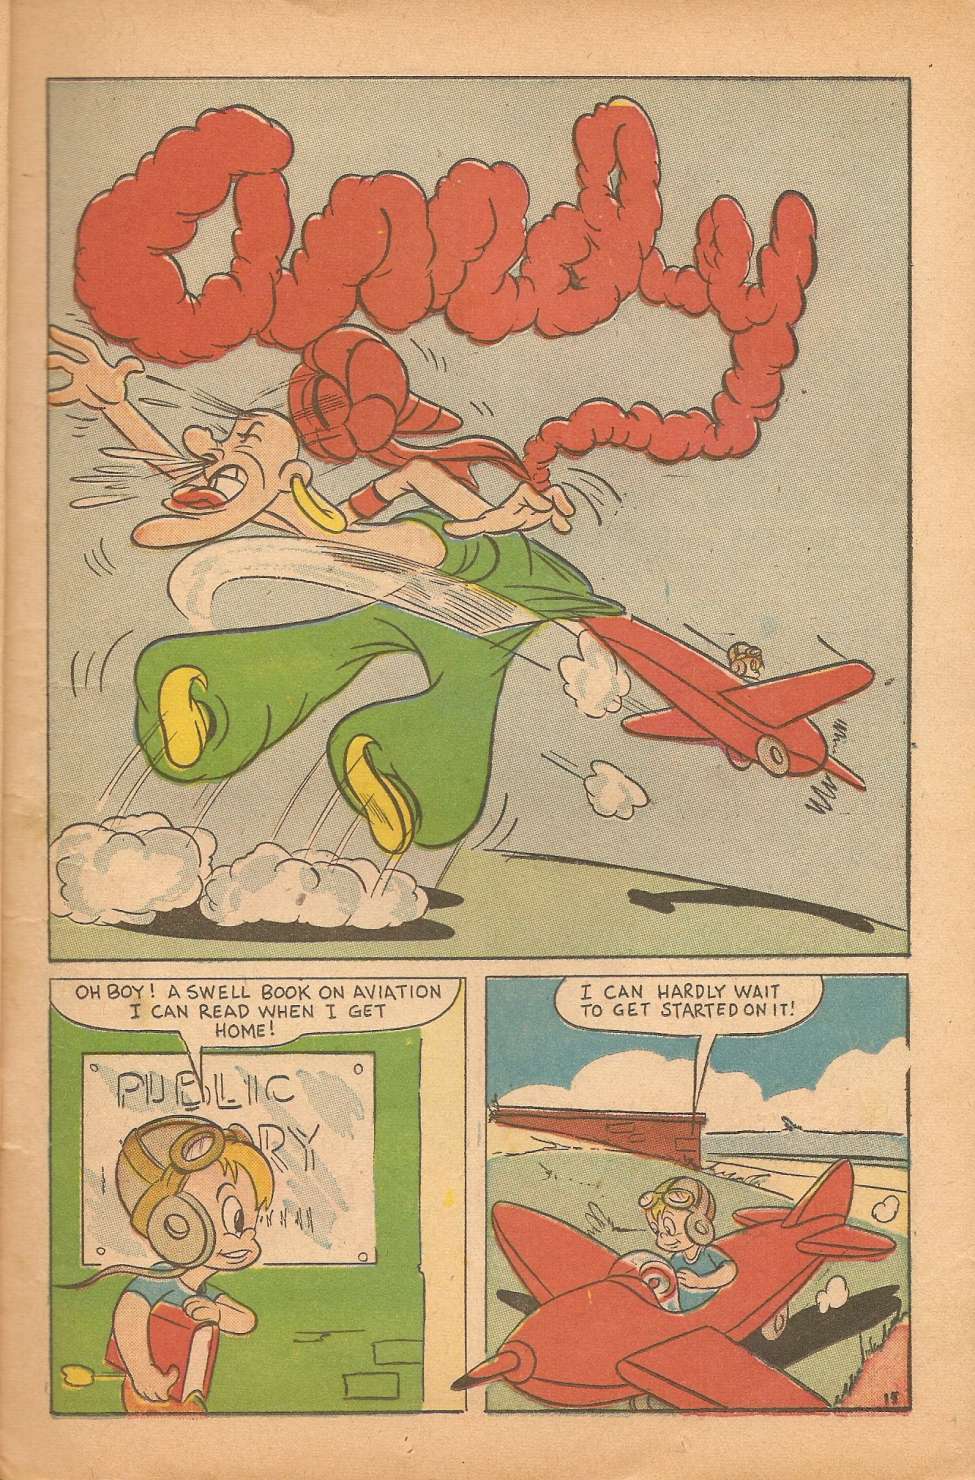 Andy
OH BOY! A SWELL BOOK ON AVIATION
I CAN READ WHEN I GET
HOME!
PUBLIC
RY
I CAN HARDLY WAIT
TO GET STARTED ON IT!